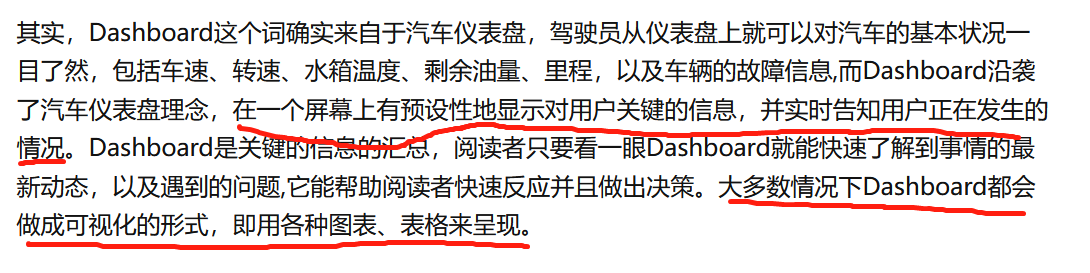 其实，Dashboard这个词确实来自于汽车仪表盘，驾驶员从仪表盘上就可以对汽车的基本状况一
目了然，包括车速、转速、水箱温度、剩余油量、里程，以及车辆的故障信息,而Dashboard沿袭
了汽车仪表盘理念，在一个屏幕上有预设性地显示对用户关键的信息，并实时告知用户正在发生的
情况。Dashboard是关键的信息的汇总，阅读者只要看一眼Dashboard就能快速了解到事情的最
新动态，以及遇到的问题,它能帮助阅读者快速反应并且做出决策。大多数情况下Dashboard都会
做成可视化的形式，即用各种图表、表格来呈现。